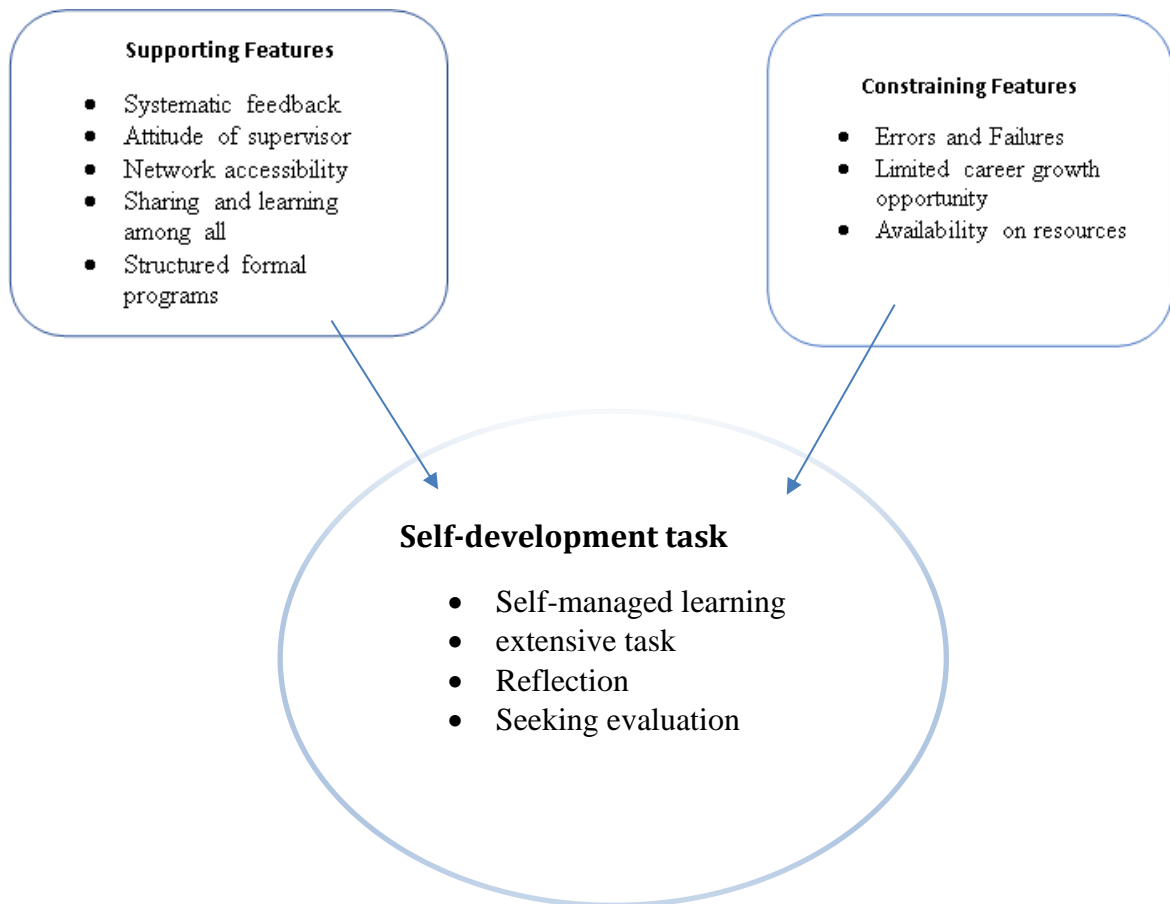 Supporting Features
● Systematic feedback
● Attitude of supervisor
● Network accessibility
● Sharing and learning
among all
● Structured formal
programs
Constraining Features
● Errors and Failures
● Limited career growth
opportunity
● Availability on resources
Self-development task
• Self-managed learning
• extensive task
• Reflection
• Seeking evaluation